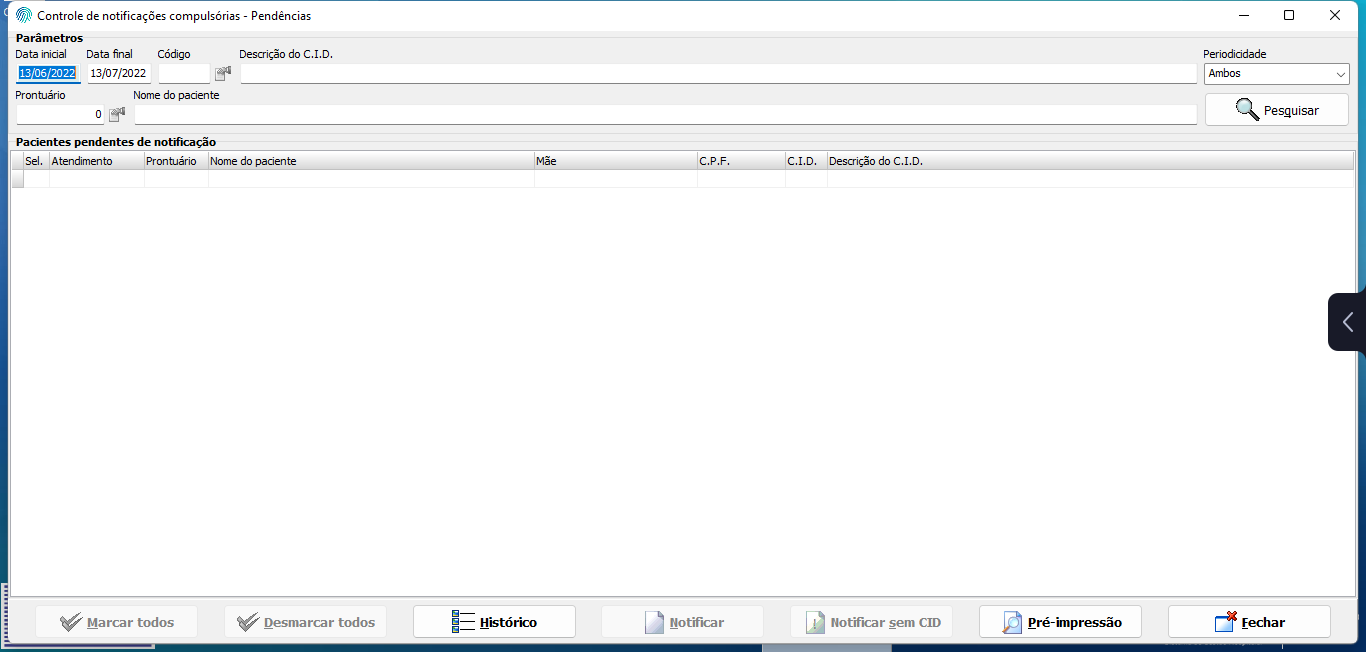 Controle de notificações compulsórias - Pendências
Parâmetros
Data inicial Data final Código Descrição do C.I.D. Periodicidade
13/06/2022 13/07/2022 Ambos
Prontuário Nome do paciente
0 Pesquisar
Pacientes pendentes de notificação
Sel. Atendimento Prontuário Nome do paciente Mãe C.P.F. C.I.D. Descrição do C.I.D.
Marcar todos Desmarcar todos Histórico Notificar Notificar sem CID Pré-impressão Fechar